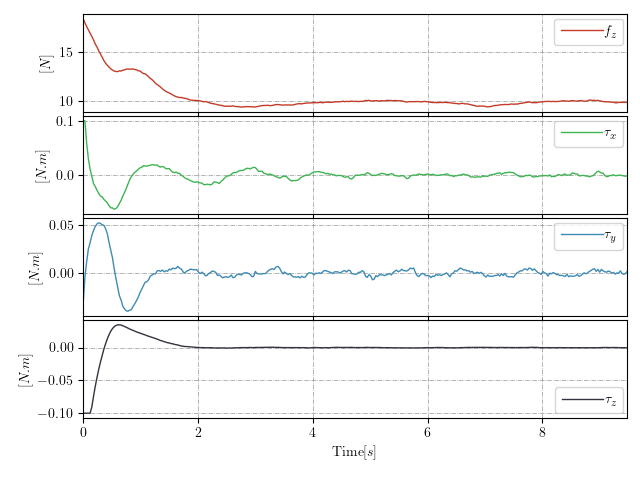 [N]
15
10
f_z
[N.m]
0.1
0.0
τ_x
[N.m]
0.05
0.00
τ_y
[N.m]
0.00
−0.05
−0.10
τ_z
0 2 4 6 8
Time[s]